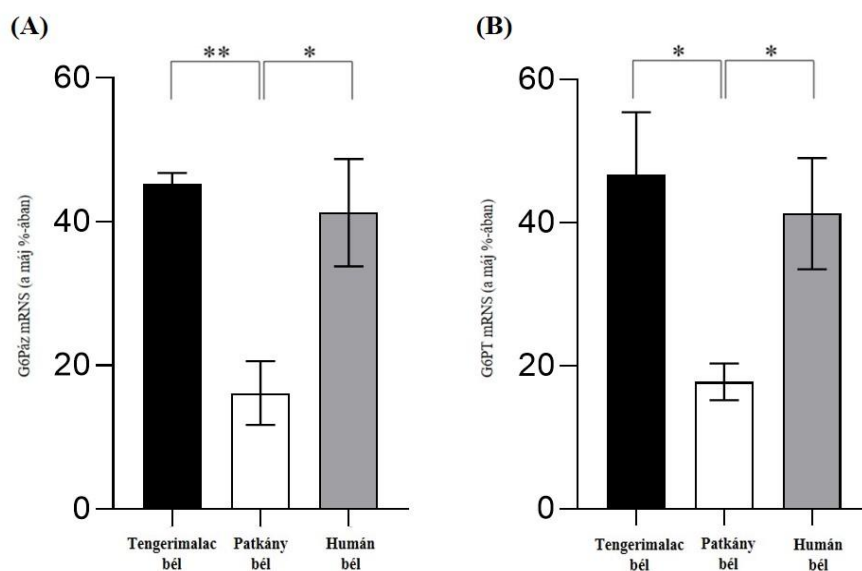 (A)
** *
60
40
20
0
G6Páz mRNS (a máj %-ában)
Tengerimalac
bél
Patkány
bél
Humán
bél
(B)
* *
60
40
20
0
G6PT mRNS (a máj %-ában)
Tengerimalac
bél
Patkány
bél
Humán
bél